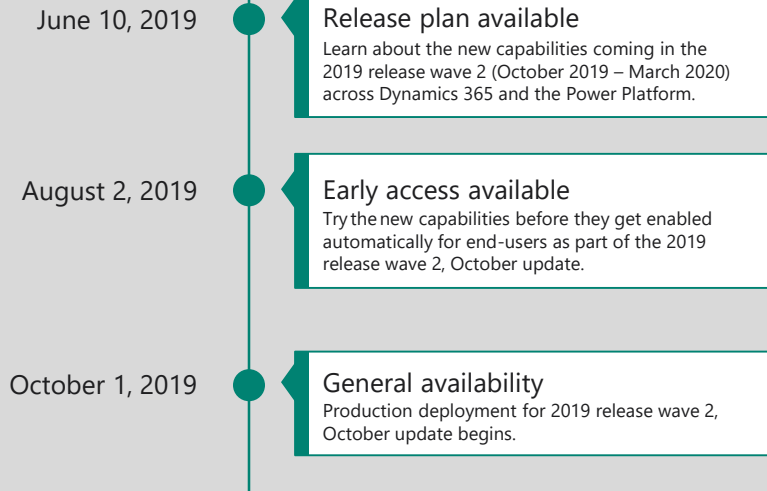 June 10, 2019
Release plan available
Learn about the new capabilities coming in the
2019 release wave 2 (October 2019 – March 2020)
across Dynamics 365 and the Power Platform.
August 2, 2019
Early access available
Try the new capabilities before they get enabled
automatically for end-users as part of the 2019
release wave 2, October update.
October 1, 2019
General availability
Production deployment for 2019 release wave 2,
October update begins.